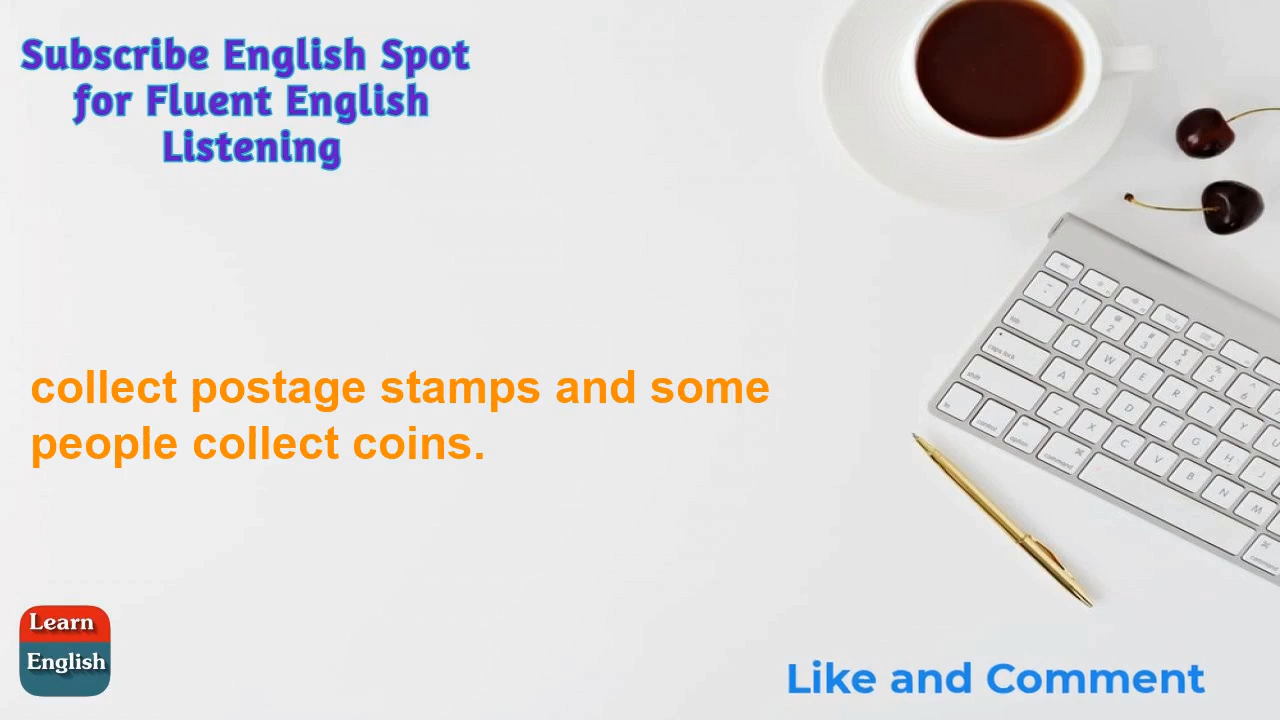 Subscribe English Spot
for Fluent English
Listening
collect postage stamps and some
people collect coins.
Learn
English
Like and Comment